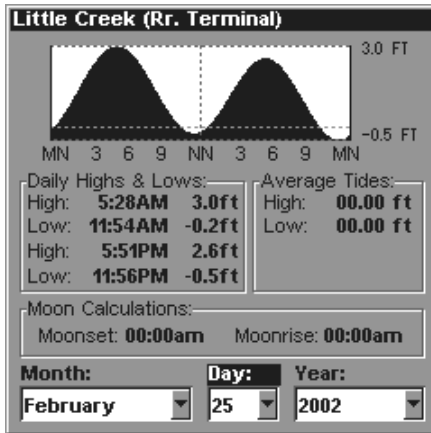 Little Creek (Rr. Terminal)
3.0 FT
-0.5 FT
MN 3 6 9 NN 3 6 9 MN
Daily Highs & Lows:
High: 5:28AM 3.0ft
Low: 11:54AM -0.2ft
High: 5:51PM 2.6ft
Low: 11:56PM -0.5ft
Average Tides:
High: 00.00 ft
Low: 00.00 ft
Moon Calculations:
Moonset: 00:00am Moonrise: 00:00am
Month: Day: Year:
February 25 2002